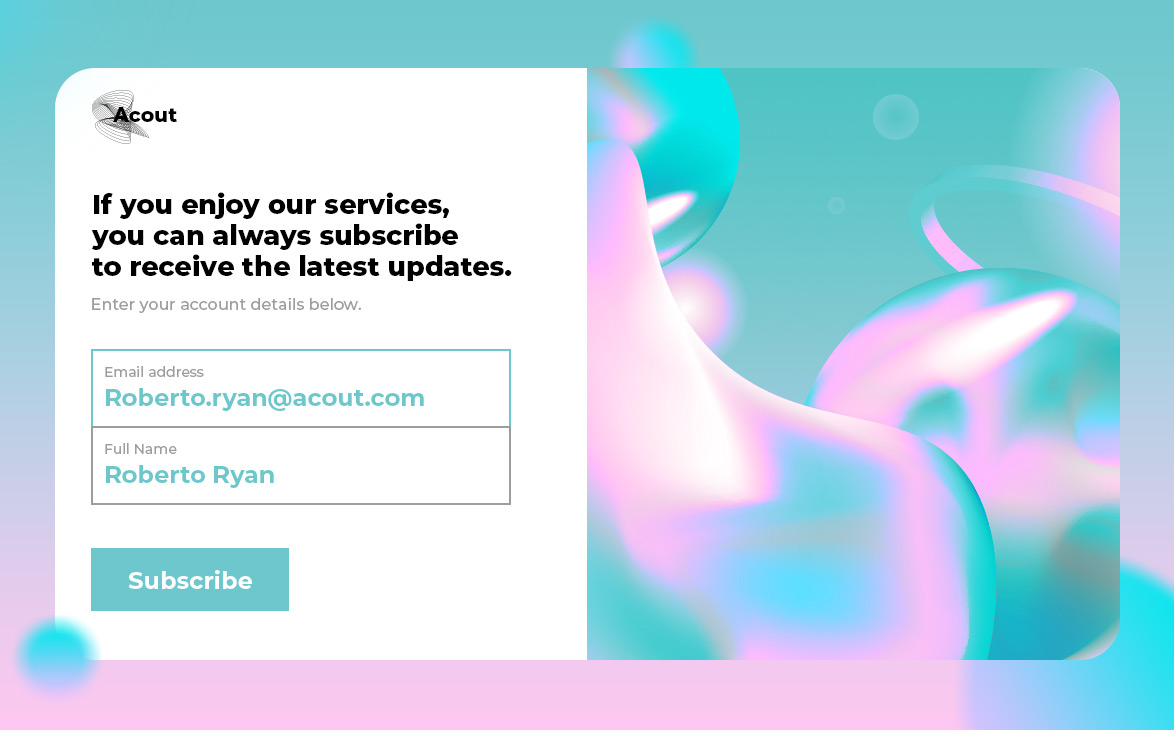 Acout
If you enjoy our services,
you can always subscribe
to receive the latest updates.
Enter your account details below.
Email address
Roberto.ryan@acout.com
Full Name
Roberto Ryan
Subscribe